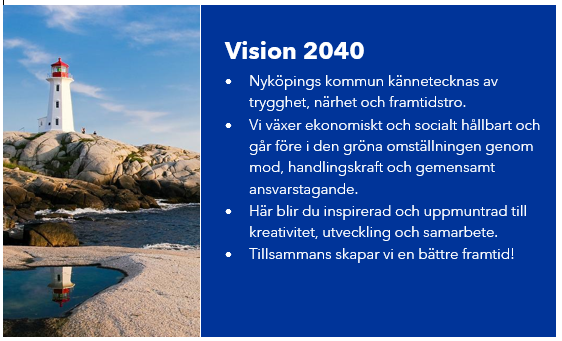 Vision 2040
• Nyköpings kommun kännetecknas av
trygghet, närhet och framtidstro.
• Vi växer ekonomiskt och socialt hållbart och
går före i den gröna omställningen genom
mod, handlingskraft och gemensamt
ansvarstagande.
• Här blir du inspirerad och uppmuntrad till
kreativitet, utveckling och samarbete.
• Tillsammans skapar vi en bättre framtid!